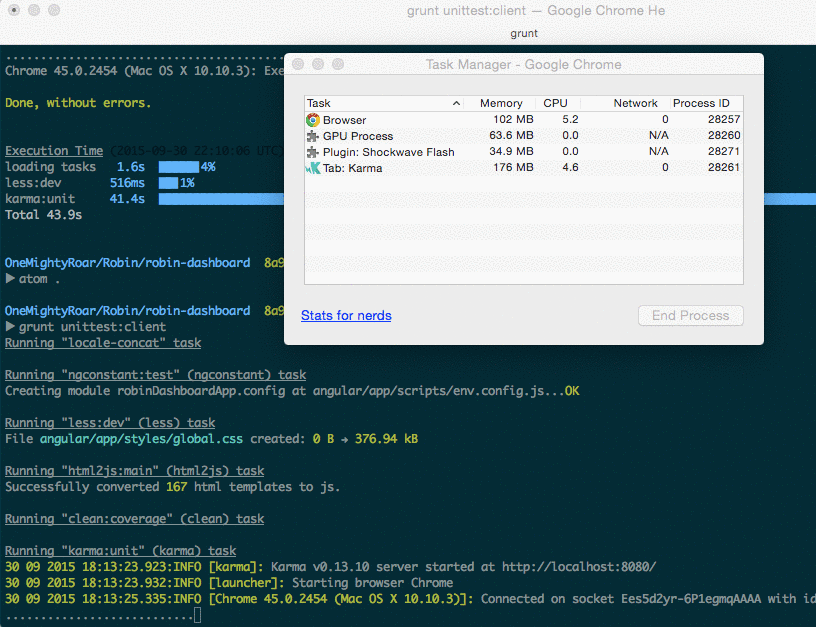 grunt unittest:client — Google Chrome He
grunt
......................................
Chrome 45.0.2454 (Mac OS X 10.10.3): Exe
Done, without errors.
Execution Time (2015-09-30 22:10:06 UTC)
loading tasks 1.6s 4%
less:dev 516ms 1%
karma:unit 41.4s
Total 43.9s
OneMightyRoar/Robin/robin-dashboard 8a9
▶ atom .
OneMightyRoar/Robin/robin-dashboard 8a9
▶ grunt unittest:client
Running "locale-concat" task
Running "ngconstant:test" (ngconstant) task
Creating module robinDashboardApp.config at angular/app/scripts/env.config.js...OK
Running "less:dev" (less) task
File angular/app/styles/global.css created: 0 B → 376.94 kB
Running "html2js:main" (html2js) task
Successfully converted 167 html templates to js.
Running "clean:coverage" (clean) task
Running "karma:unit" (karma) task
30 09 2015 18:13:23.923:INFO [karma]: Karma v0.13.10 server started at http://localhost:8080/
30 09 2015 18:13:23.932:INFO [launcher]: Starting browser Chrome
30 09 2015 18:13:25.335:INFO [Chrome 45.0.2454 (Mac OS X 10.10.3)]: Connected on socket Ees5d2yr-6P1egmqAAAA with id
...........................
Task Manager - Google Chrome
Task Memory CPU Network Process ID
Browser 102 MB 5.2 0 28257
GPU Process 63.6 MB 0.0 N/A 28260
Plugin: Shockwave Flash 34.9 MB 0.0 N/A 28271
Tab: Karma 176 MB 4.6 0 28261
Stats for nerds
End Process